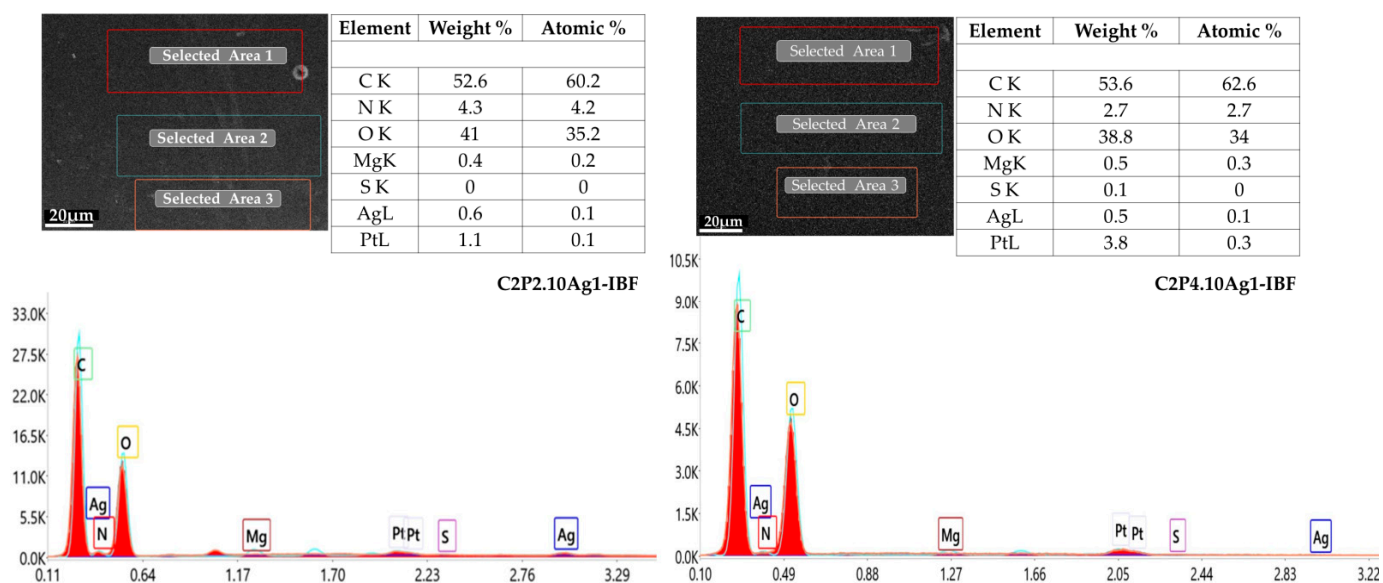 Selected Area 1
Selected Area 2
Selected Area 3
20µm
Element Weight % Atomic %
C K 52.6 60.2
N K 4.3 4.2
O K 41 35.2
MgK 0.4 0.2
S K 0 0
AgL 0.6 0.1
PtL 1.1 0.1
Selected Area 1
Selected Area 2
Selected Area 3
20µm
Element Weight % Atomic %
C K 53.6 62.6
N K 2.7 2.7
O K 38.8 34
MgK 0.5 0.3
S K 0.1 0
AgL 0.5 0.1
PtL 3.8 0.3
C2P2.10Ag1-IBF
33.0K
27.5K
22.0K
16.5K
11.0K
5.5K
0.0K
C
Ag
N
O
Mg
Pt
Pt
S
Ag
0.11 0.64 1.17 1.70 2.23 2.76 3.29
C2P4.10Ag1-IBF
10.5K
9.0K
7.5K
6.0K
4.5K
3.0K
1.5K
0.0K
C
Ag
N
O
Mg
Pt
Pt
S
Ag
0.10 0.49 0.88 1.27 1.66 2.05 2.44 2.83 3.22